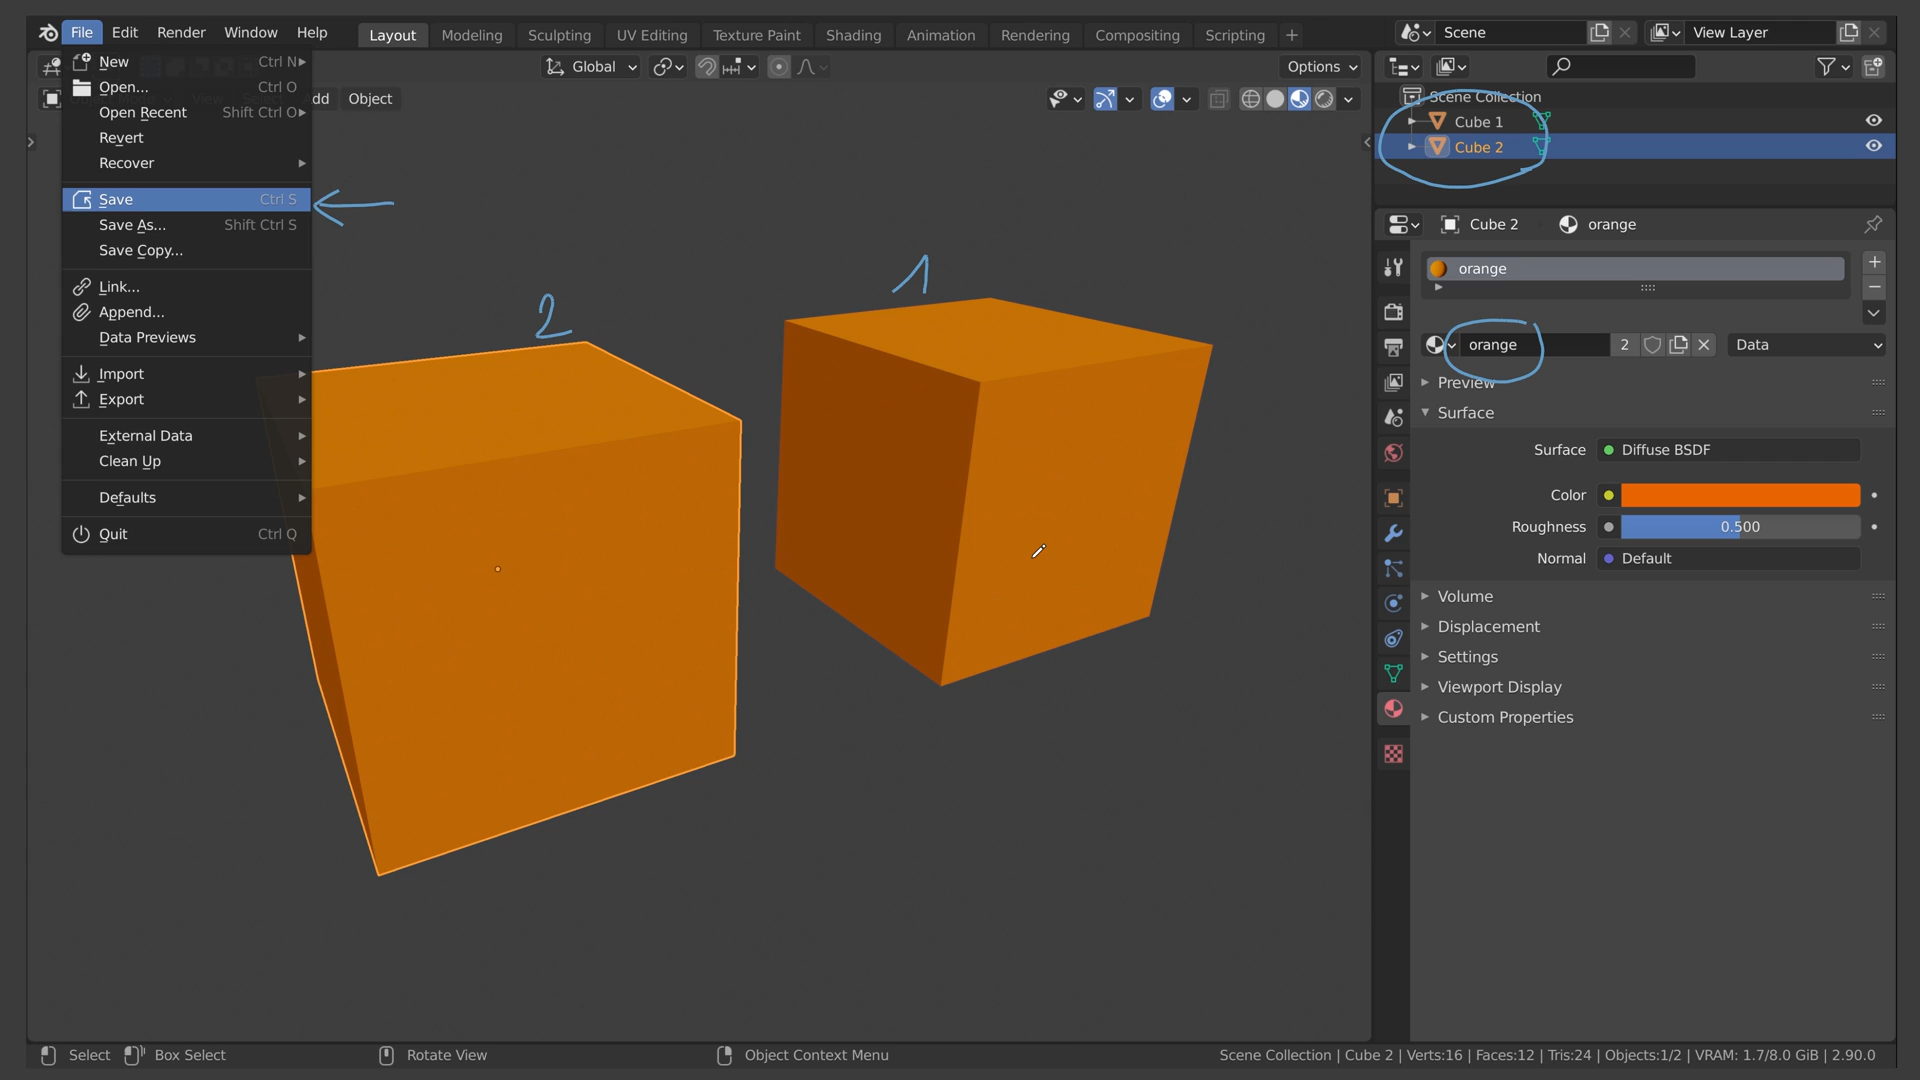 File Edit Render Window Help Layout Modeling Sculpting UV Editing Texture Paint Shading Animation Rendering Compositing Scripting + Scene View Layer
Global Options
Add Object
New Ctrl N
Open... Ctrl O
Open Recent Shift Ctrl O
Revert
Recover
Save Ctrl S
Save As... Shift Ctrl S
Save Copy...
Link...
Append...
Data Previews
Import
Export
External Data
Clean Up
Defaults
Quit Ctrl Q
2
1
Scene Collection
Cube 1
Cube 2
Cube 2 orange
orange
orange 2 Data
Preview
Surface
Surface Diffuse BSDF
Color
Roughness 0.500
Normal Default
Volume
Displacement
Settings
Viewport Display
Custom Properties
Select Box Select Rotate View Object Context Menu Scene Collection | Cube 2 | Verts:16 | Faces:12 | Tris:24 | Objects:1/2 | VRAM: 1.7/8.0 GiB | 2.90.0